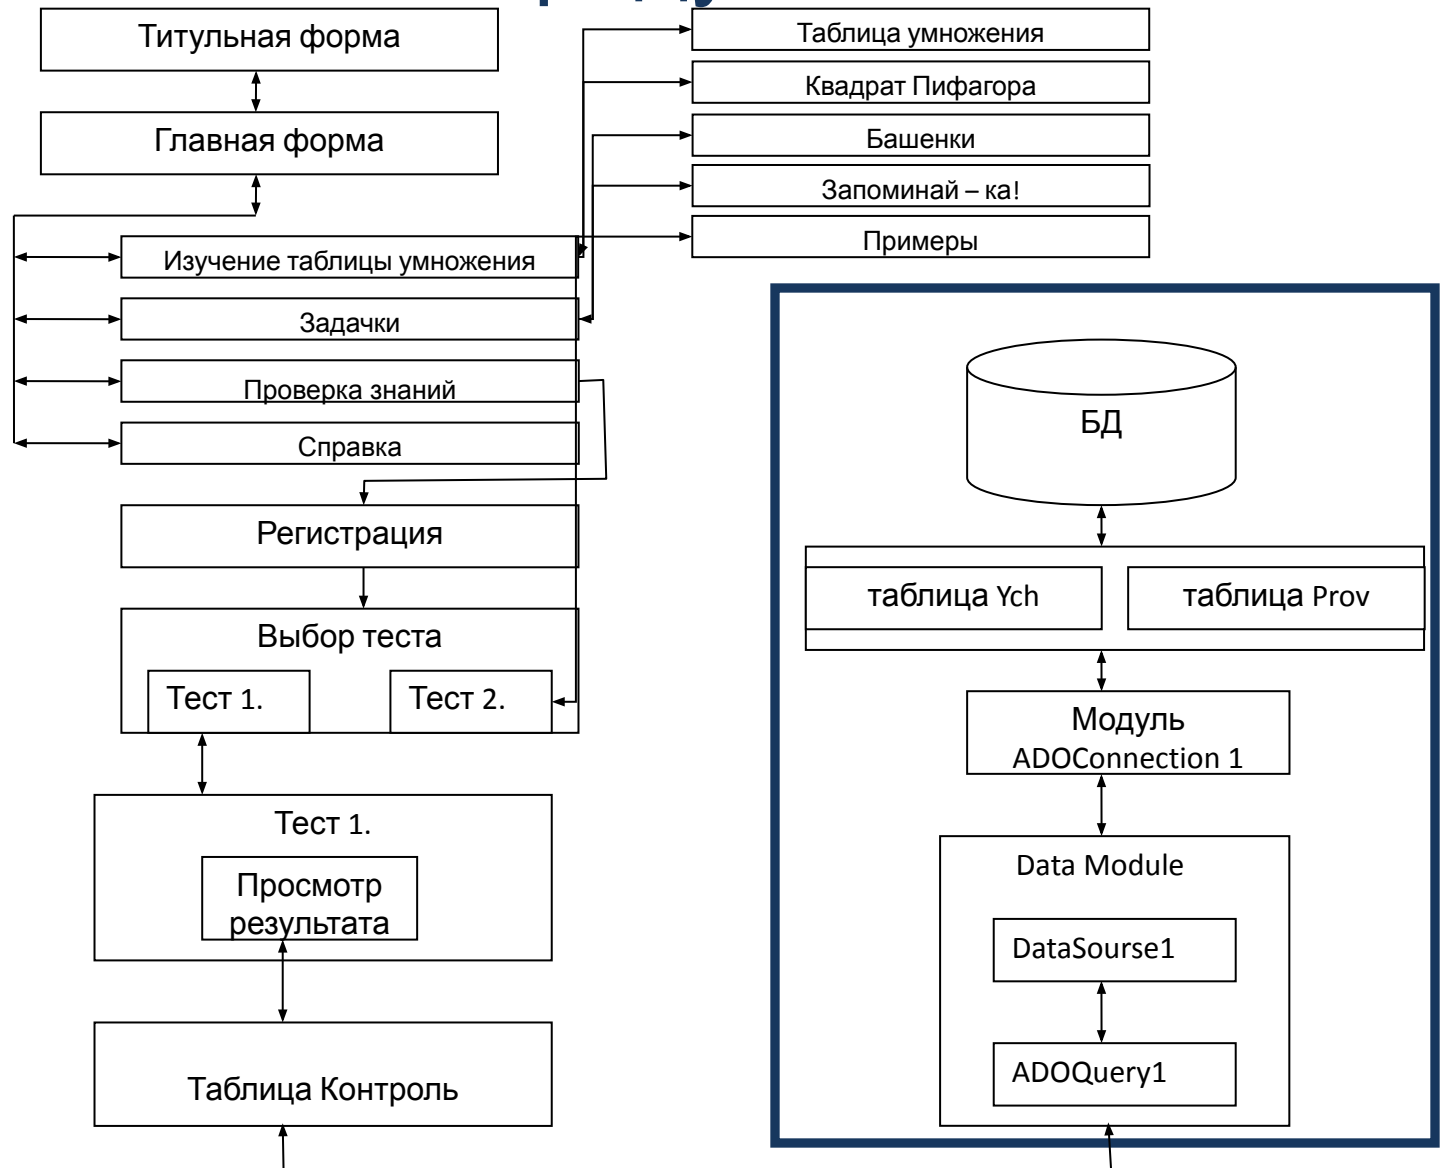 Титульная форма
Главная форма
Изучение таблицы умножения
Задачки
Проверка знаний
Справка
Регистрация
Выбор теста
Тест 1.
Тест 2.
Тест 1.
Просмотр
результата
Таблица Контроль
Таблица умножения
Квадрат Пифагора
Башенки
Запоминай – ка!
Примеры
БД
таблица Ych
таблица Prov
Модуль
ADOConnection 1
Data Module
DataSourse1
ADOQuery1